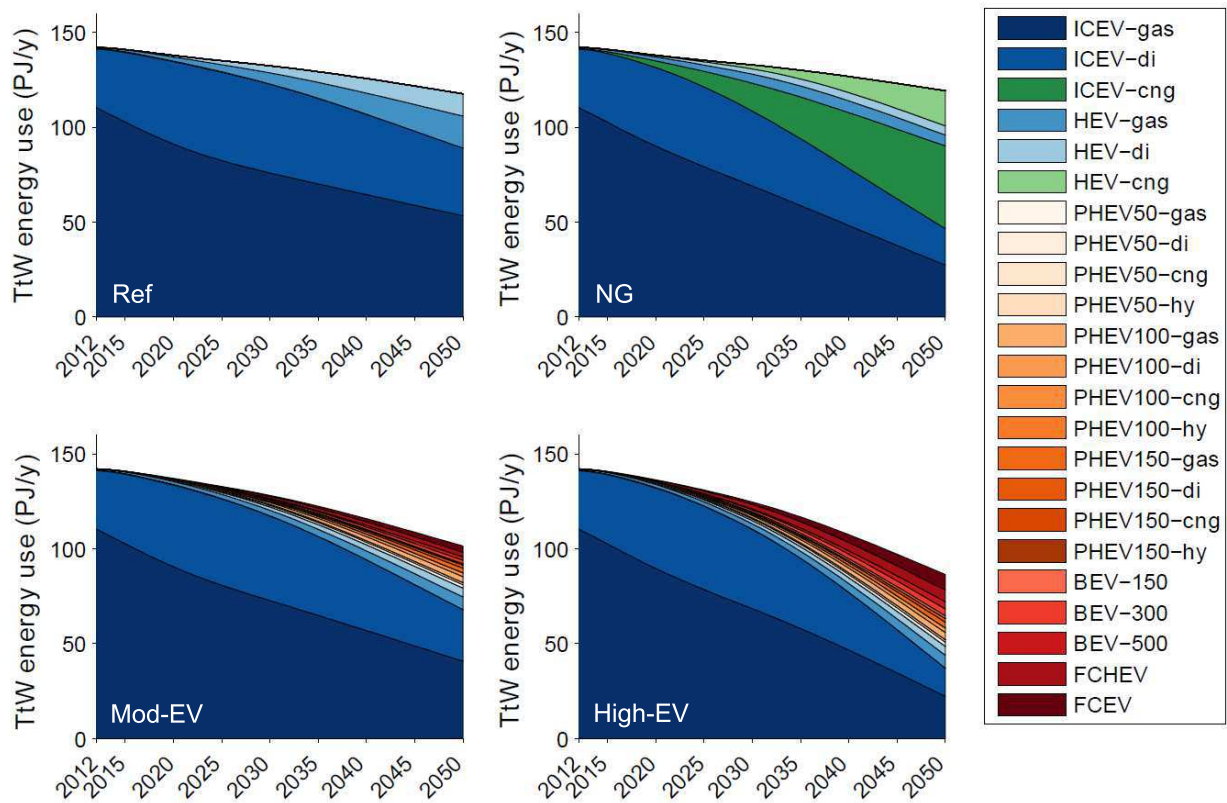 TtW energy use (PJ/y)
150
100
50
0
Ref
2012
2015
2020
2025
2030
2035
2040
2045
2050
TtW energy use (PJ/y)
150
100
50
0
NG
2012
2015
2020
2025
2030
2035
2040
2045
2050
TtW energy use (PJ/y)
150
100
50
0
Mod-EV
2012
2015
2020
2025
2030
2035
2040
2045
2050
TtW energy use (PJ/y)
150
100
50
0
High-EV
2012
2015
2020
2025
2030
2035
2040
2045
2050
ICEV−gas
ICEV−di
ICEV−cng
HEV−gas
HEV−di
HEV−cng
PHEV50−gas
PHEV50−di
PHEV50−cng
PHEV50−hy
PHEV100−gas
PHEV100−di
PHEV100−cng
PHEV100−hy
PHEV150−gas
PHEV150−di
PHEV150−cng
PHEV150−hy
BEV−150
BEV−300
BEV−500
FCHEV
FCEV